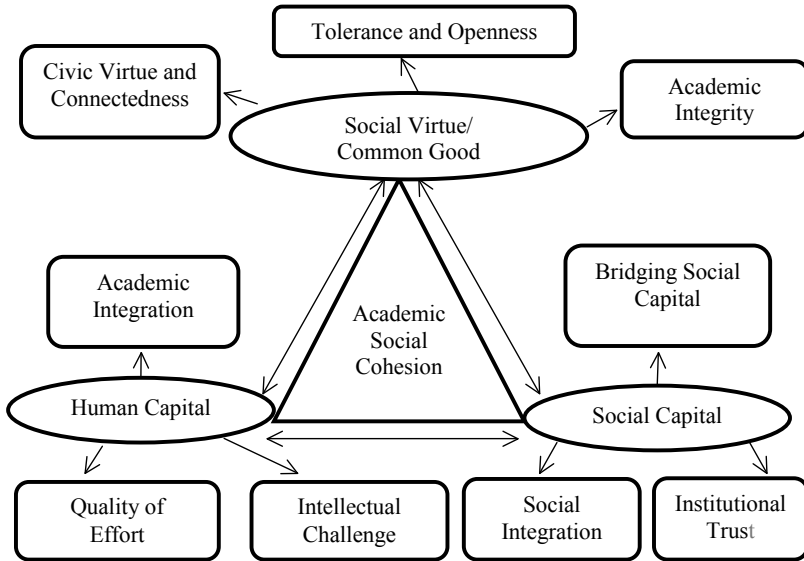 Tolerance and Openness
Civic Virtue and
Connectedness
Academic
Integrity
Social Virtue/
Common Good
Academic
Integration
Bridging Social
Capital
Academic
Social
Cohesion
Human Capital
Social Capital
Quality of
Effort
Intellectual
Challenge
Social
Integration
Institutional
Trust